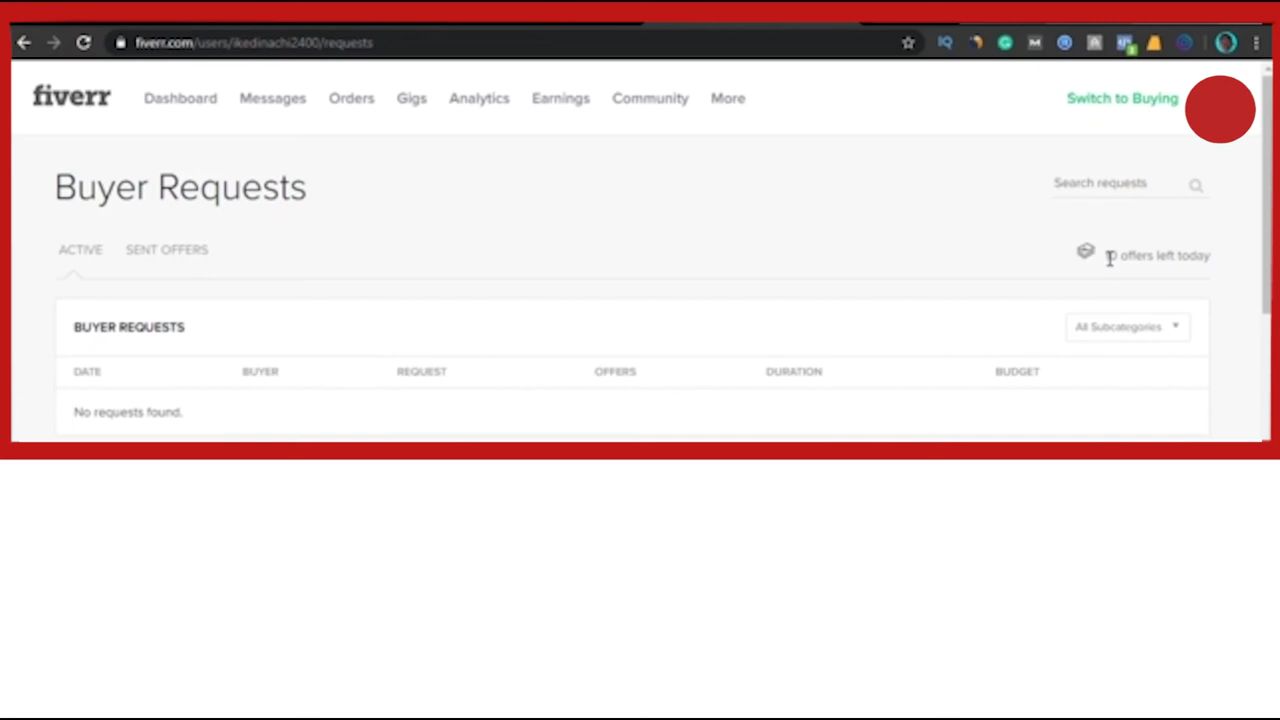 fiverr.com/users/ikedinachi2400/requests
fiverr Dashboard Messages Orders Gigs Analytics Earnings Community More Switch to Buying
Buyer Requests
Search requests
ACTIVE SENT OFFERS
offers left today
BUYER REQUESTS
All Subcategories
DATE BUYER REQUEST OFFERS DURATION BUDGET
No requests found.